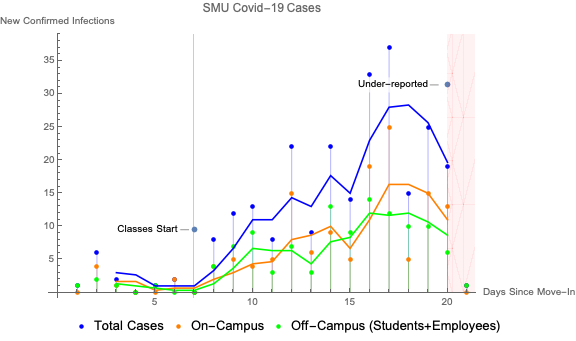 SMU Covid-19 Cases
New Confirmed Infections
35
30
25
20
15
10
5
Under-reported
Classes Start
5 10 15 20
Days Since Move-In
Total Cases On-Campus Off-Campus (Students+Employees)